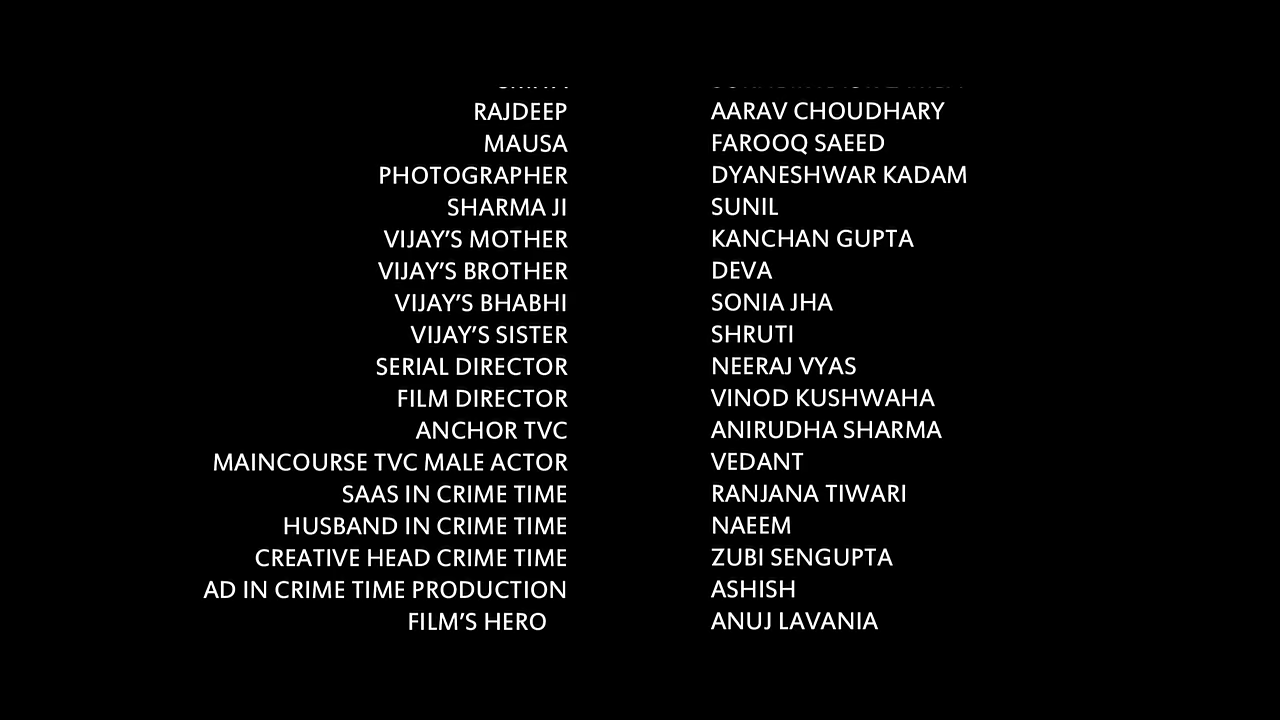 RAJDEEP AARAV CHOUDHARY
MAUSA FAROOQ SAEED
PHOTOGRAPHER DYANESHWAR KADAM
SHARMA JI SUNIL
VIJAY'S MOTHER KANCHAN GUPTA
VIJAY'S BROTHER DEVA
VIJAY'S BHABHI SONIA JHA
VIJAY'S SISTER SHRUTI
SERIAL DIRECTOR NEERAJ VYAS
FILM DIRECTOR VINOD KUSHWAHA
ANCHOR TVC ANIRUDHA SHARMA
MAINCOURSE TVC MALE ACTOR VEDANT
SAAS IN CRIME TIME RANJANA TIWARI
HUSBAND IN CRIME TIME NAEEM
CREATIVE HEAD CRIME TIME ZUBI SENGUPTA
AD IN CRIME TIME PRODUCTION ASHISH
FILM'S HERO ANUJ LAVANIA